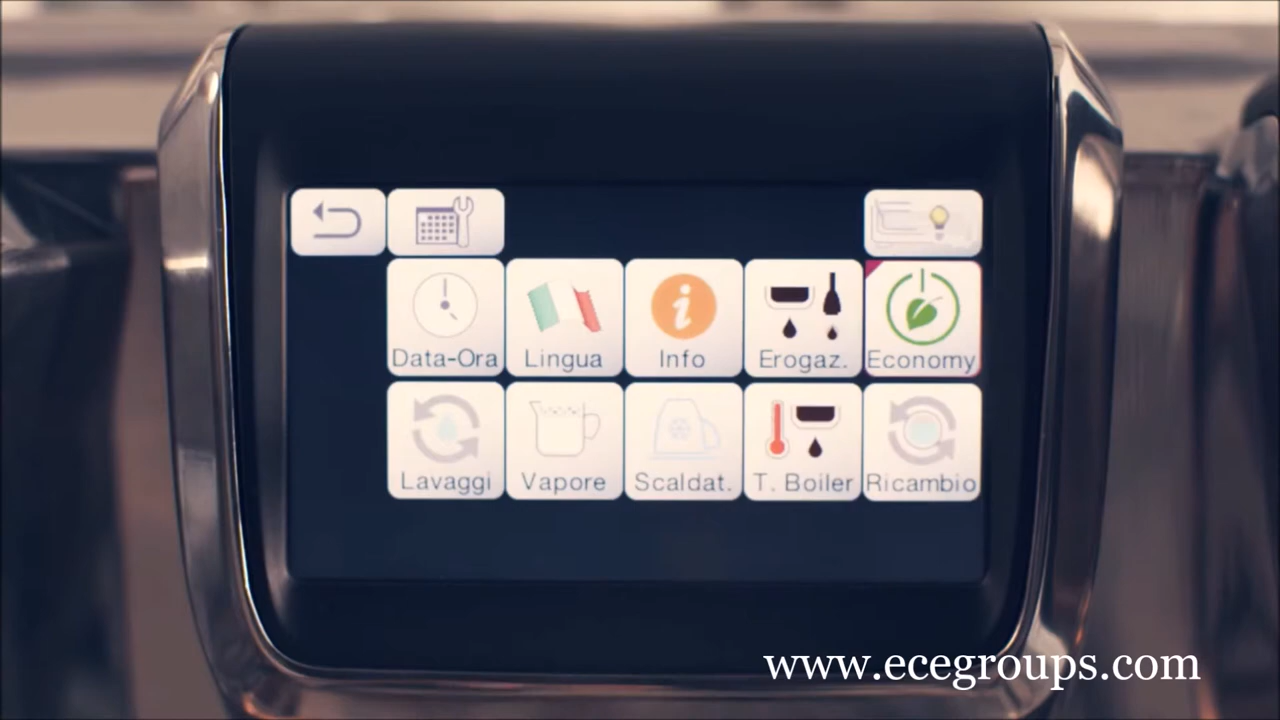 Data-Ora Lingua Info Erogaz. Economy
Lavaggi Vapore Scaldat. T. Boiler Ricambio
www.ecegroups.com